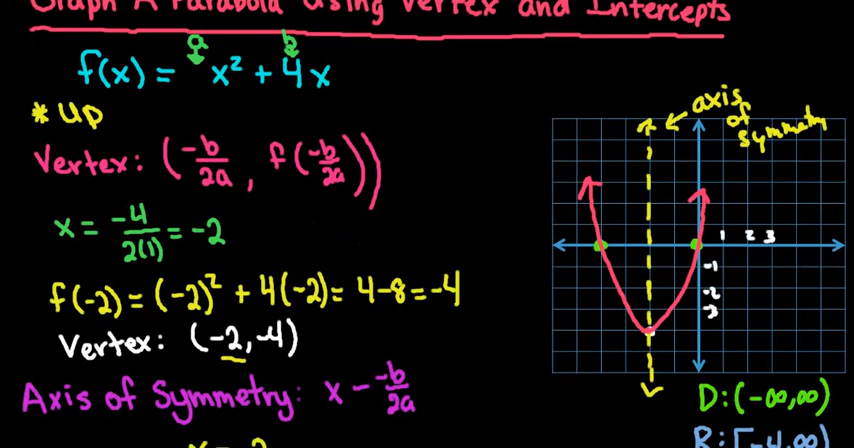 Graph A Parabola Using Vertex and Intercepts
a b
f(x) = x² + 4x
* Up
Vertex: (-b/2a, f(-b/2a))
x = -4/2(1) = -2
f(-2) = (-2)² + 4(-2) = 4-8 = -4
Vertex: (-2,-4)
Axis of Symmetry: x - -b/2a
x = -2
axis
of
symmetry
1 2 3
-1
-2
-3
D: (-∞,∞)
R: [-4,∞)